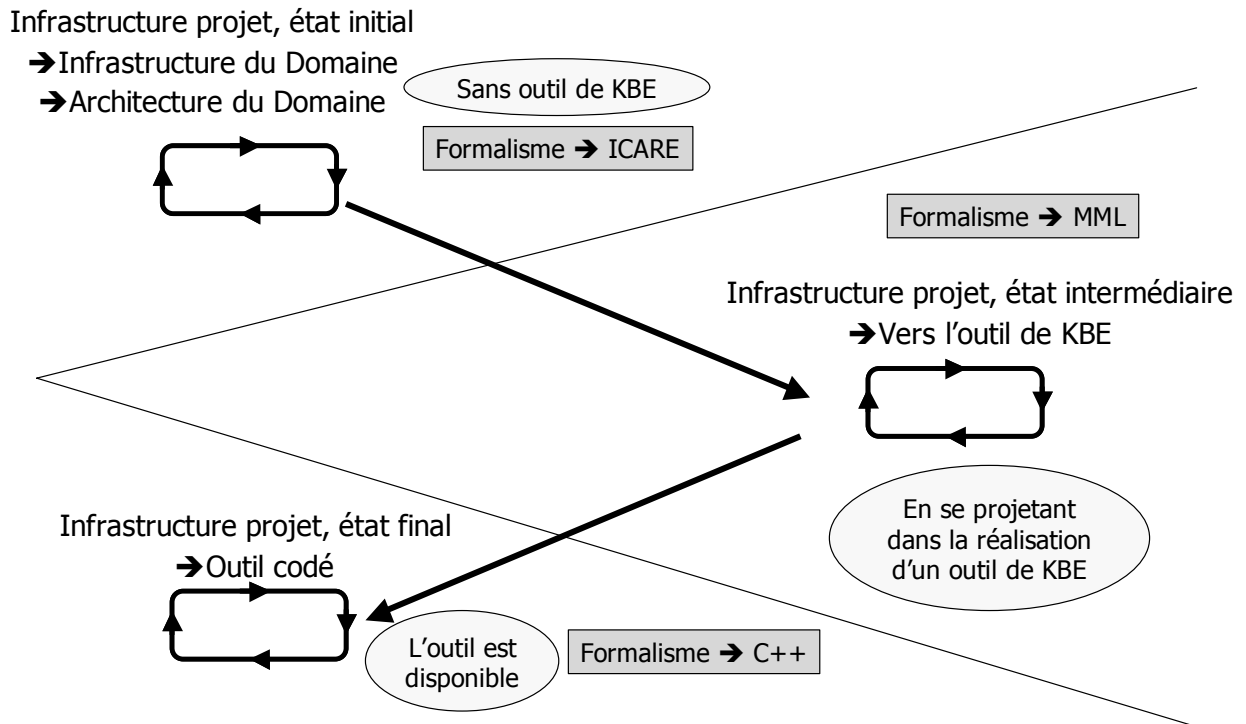 Infrastructure projet, état initial
➔Infrastructure du Domaine
➔Architecture du Domaine
Sans outil de KBE
Formalisme ➔ ICARE
Formalisme ➔ MML
Infrastructure projet, état intermédiaire
➔Vers l’outil de KBE
En se projetant
dans la réalisation
d’un outil de KBE
Infrastructure projet, état final
➔Outil codé
L’outil est
disponible
Formalisme ➔ C++